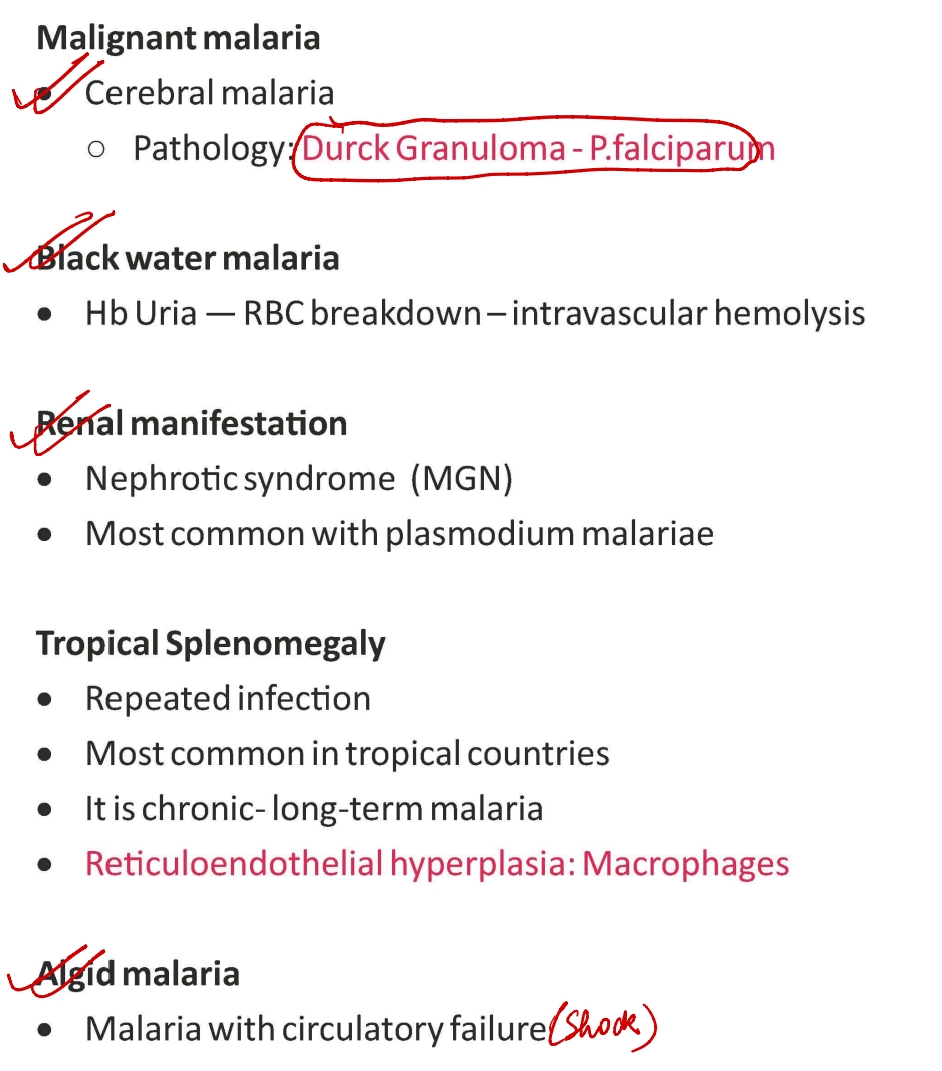 Malignant malaria
• Cerebral malaria
○ Pathology: Durck Granuloma - P.falciparum
Black water malaria
• Hb Uria — RBC breakdown – intravascular hemolysis
Renal manifestation
• Nephrotic syndrome (MGN)
• Most common with plasmodium malariae
Tropical Splenomegaly
• Repeated infection
• Most common in tropical countries
• It is chronic- long-term malaria
• Reticuloendothelial hyperplasia: Macrophages
Algid malaria
• Malaria with circulatory failure (Shock)